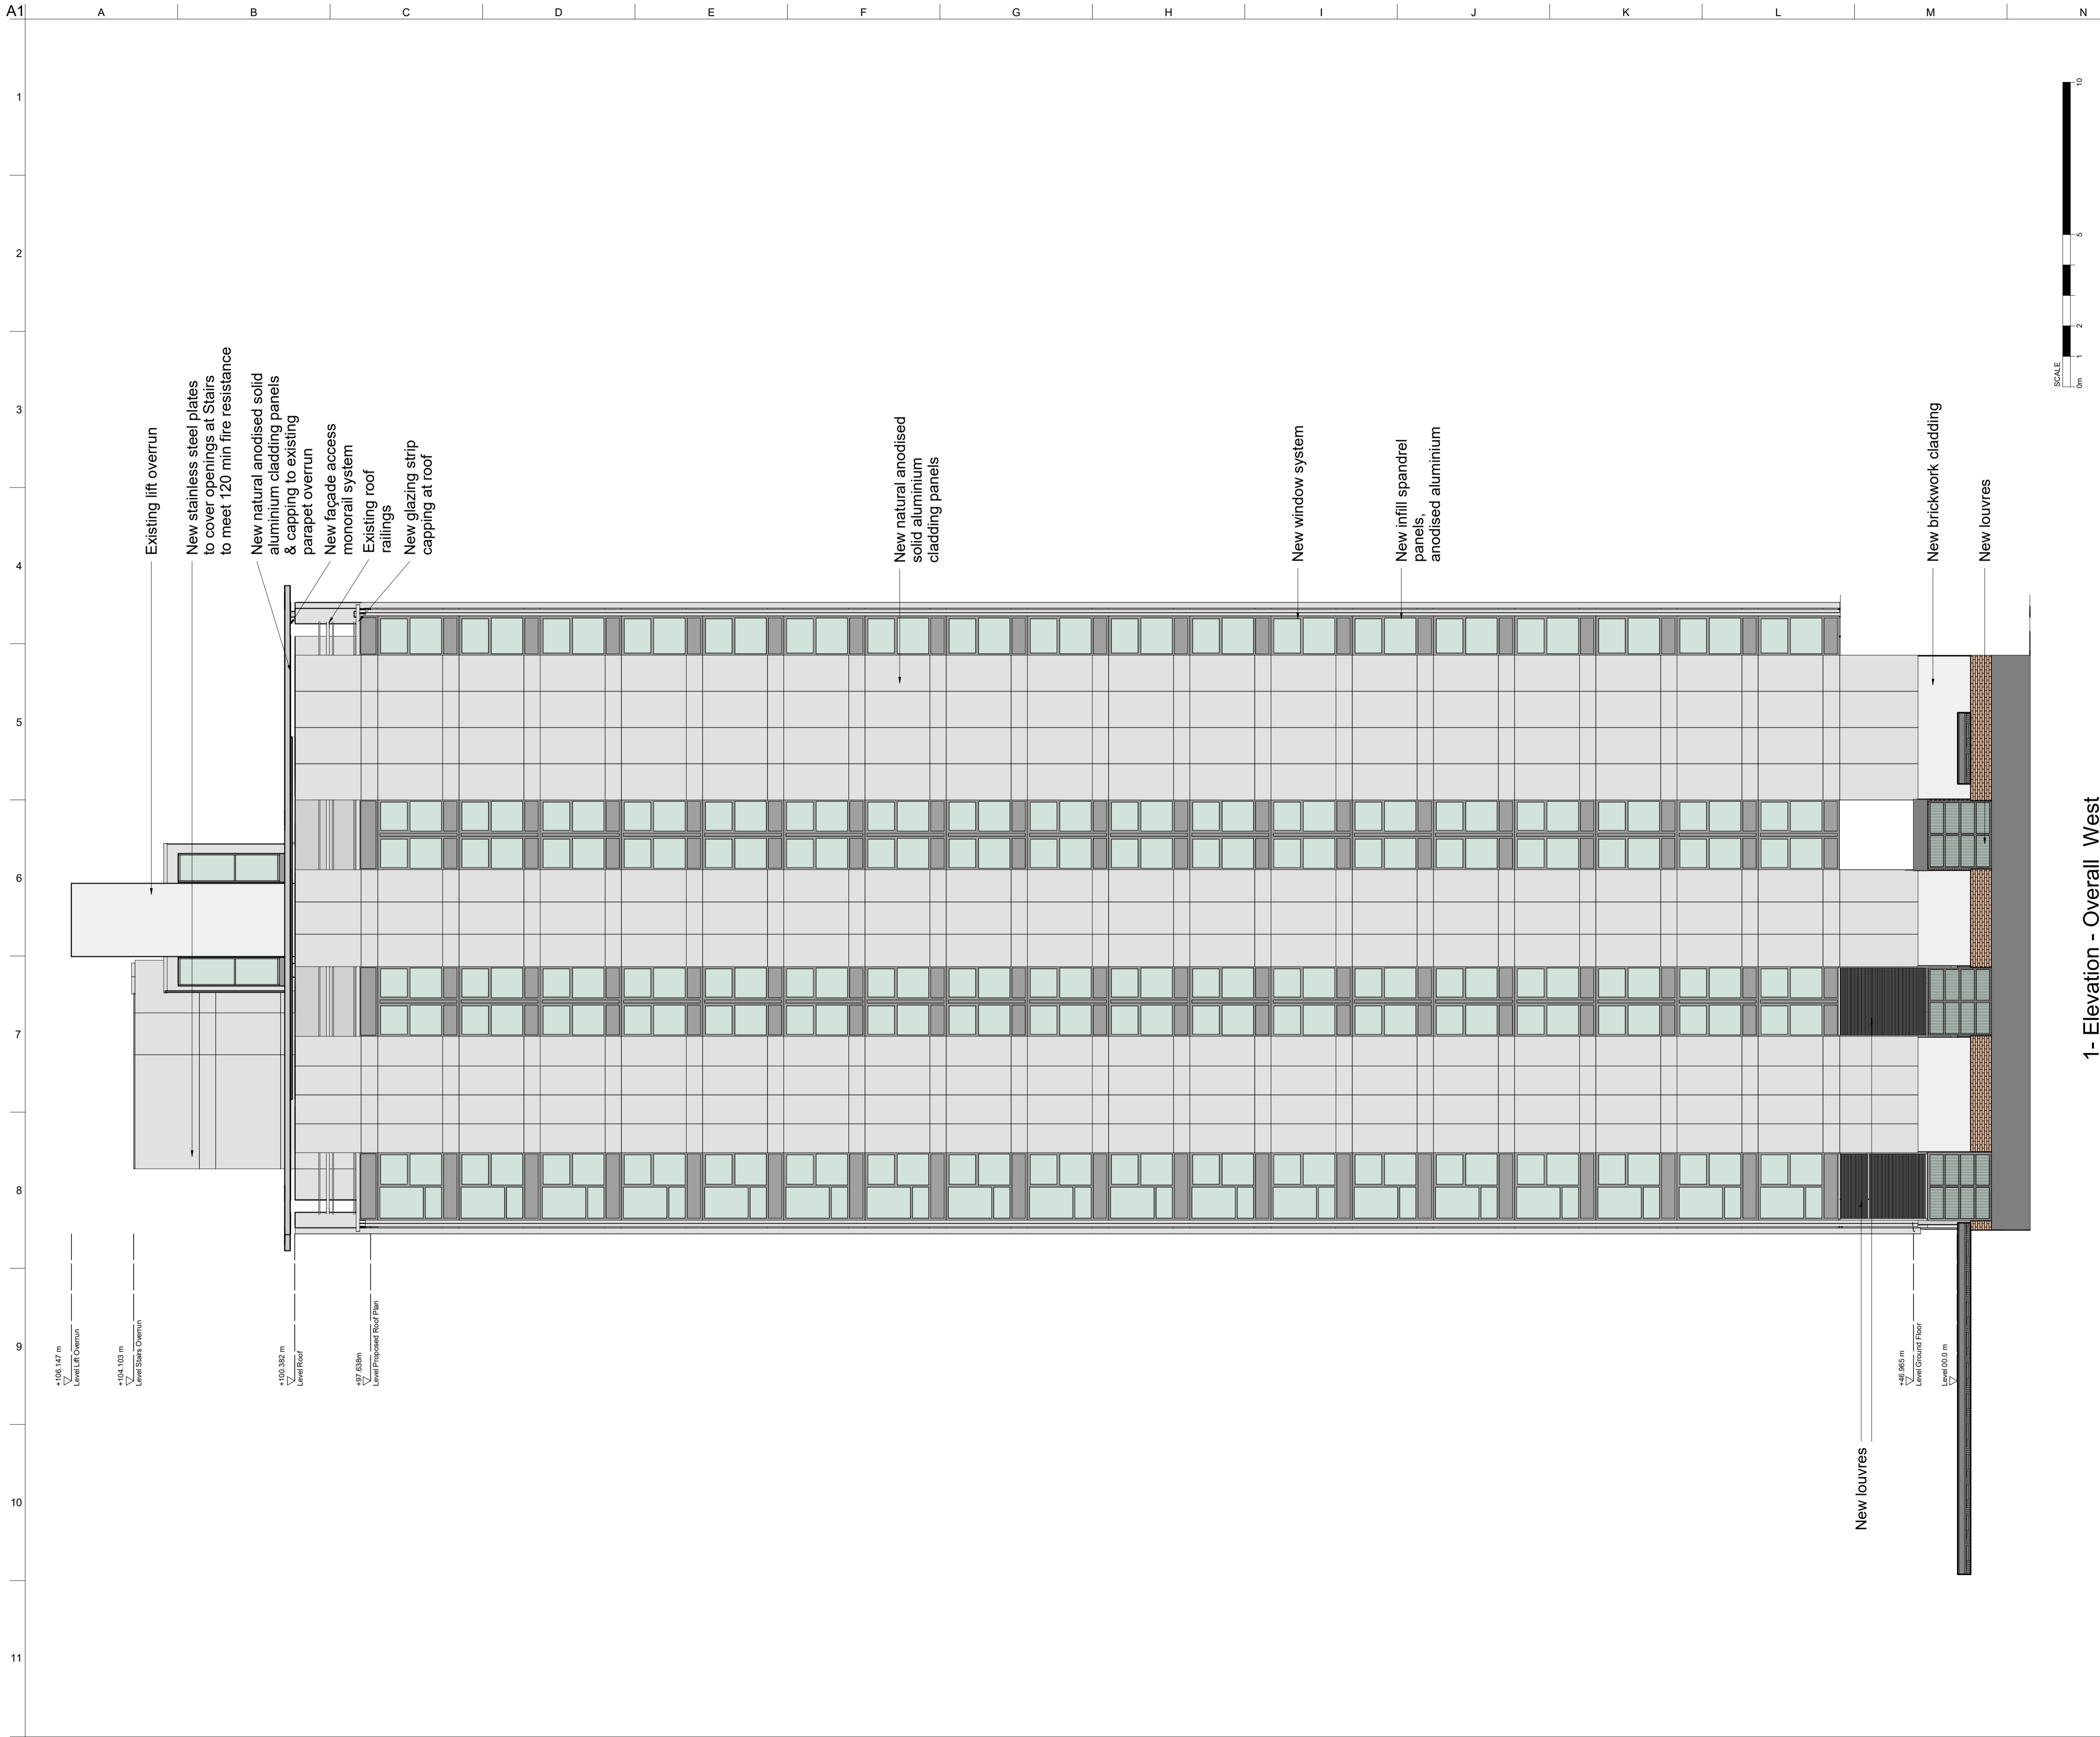 A1
A
B
C
D
E
F
G
H
I
J
K
L
M
N
1
2
3
4
5
6
7
8
9
10
11
Existing lift overrun
New stainless steel plates
to cover openings at Stairs
to meet 120 min fire resistance
New natural anodised solid
aluminium cladding panels
& capping to existing
parapet overrun
New façade access
monorail system
Existing roof
railings
New glazing strip
capping at roof
New natural anodised
solid aluminium
cladding panels
New window system
New infill spandrel
panels,
anodised aluminium
New brickwork cladding
New louvres
SCALE
0m
1
2
5
10
+106.147 m
Level Lift Overrun
+104.103 m
Level Stairs Overrun
+100.382 m
Level Roof
+97.638m
Level Proposed Roof Plan
+46.965 m
Level Ground Floor
Level 00.0 m
New louvres
1- Elevation - Overall West